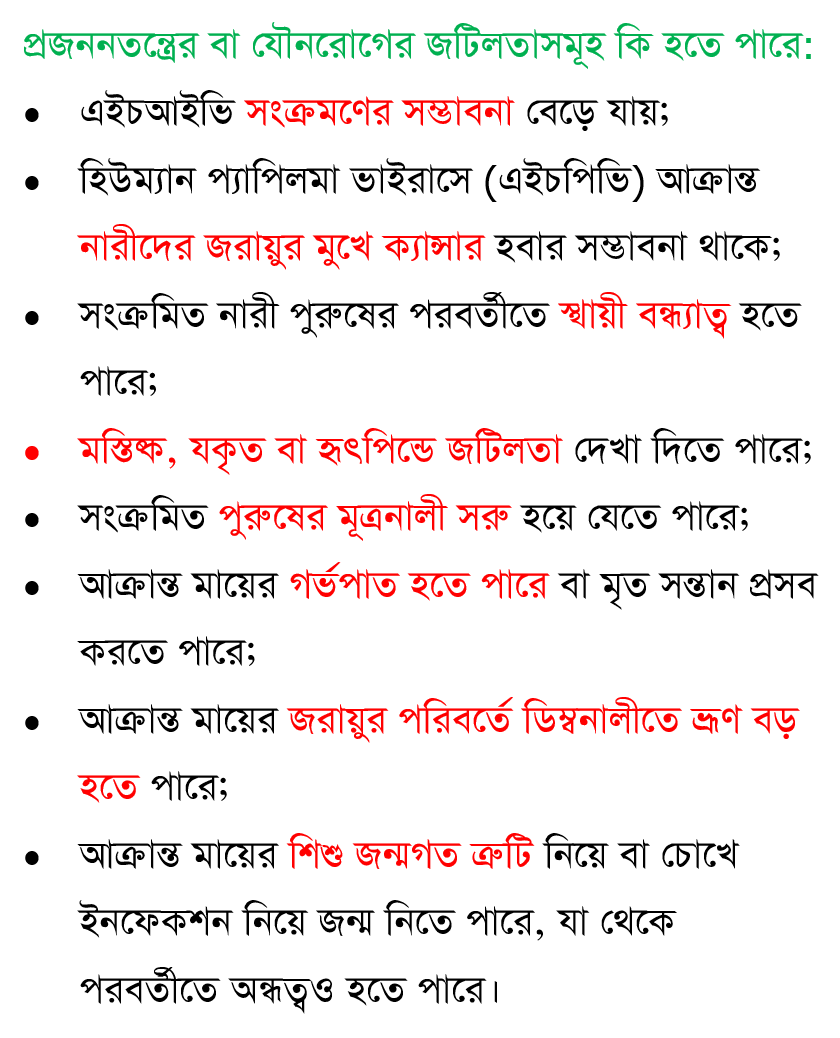 প্রজননতন্ত্রের বা যৌনরোগের জটিলতাসমূহ কি হতে পারে:
• এইচআইভি সংক্রমণের সম্ভাবনা বেড়ে যায়;
• হিউম্যান প্যাপিলমা ভাইরাসে (এইচপিভি) আক্রান্ত
নারীদের জরায়ুর মুখে ক্যান্সার হবার সম্ভাবনা থাকে;
• সংক্রমিত নারী পুরুষের পরবর্তীতে স্থায়ী বন্ধ্যাত্ব হতে
পারে;
• মস্তিষ্ক, যকৃত বা হৃৎপিন্ডে জটিলতা দেখা দিতে পারে;
• সংক্রমিত পুরুষের মূত্রনালী সরু হয়ে যেতে পারে;
• আক্রান্ত মায়ের গর্ভপাত হতে পারে বা মৃত সন্তান প্রসব
করতে পারে;
• আক্রান্ত মায়ের জরায়ুর পরিবর্তে ডিম্বনালীতে ভ্রূণ বড়
হতে পারে;
• আক্রান্ত মায়ের শিশু জন্মগত ত্রুটি নিয়ে বা চোখে
ইনফেকশন নিয়ে জন্ম নিতে পারে, যা থেকে
পরবর্তীতে অন্ধত্বও হতে পারে।